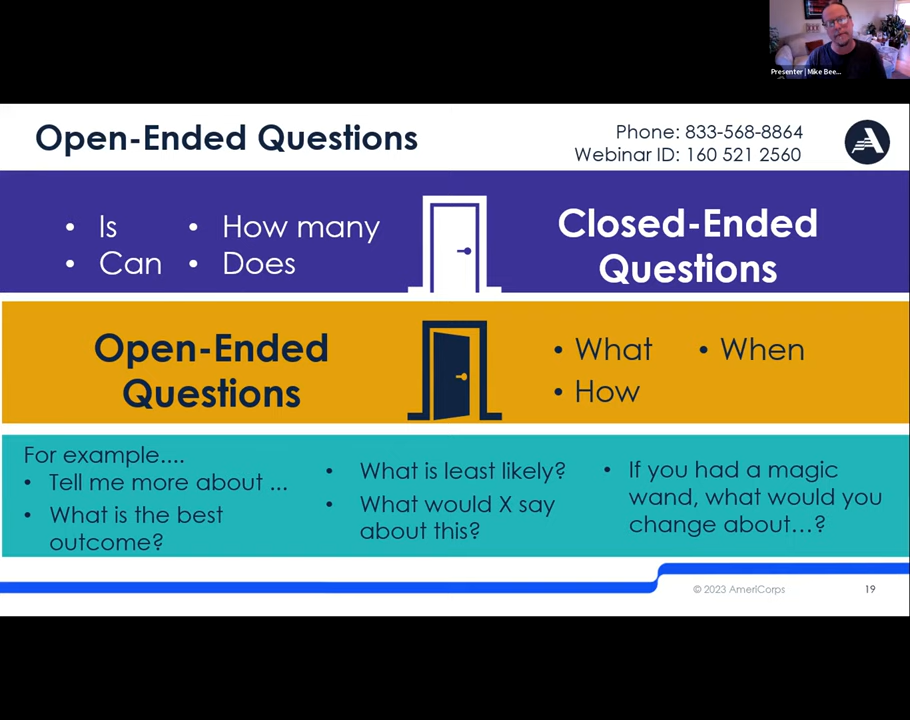 Presenter | Mike Bee...
Open-Ended Questions
Phone: 833-568-8864
Webinar ID: 160 521 2560
• Is
• How many
• Can
• Does
Closed-Ended
Questions
Open-Ended
Questions
• What
• When
• How
For example....
• Tell me more about ...
• What is the best
outcome?
• What is least likely?
• What would X say
about this?
• If you had a magic
wand, what would you
change about...?
© 2023 AmeriCorps
19